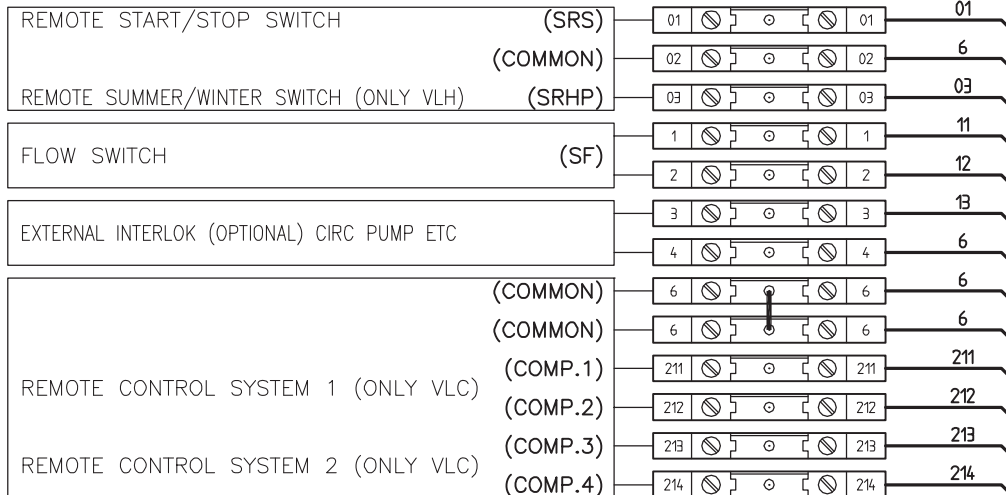 REMOTE START/STOP SWITCH (SRS) 01 01 01
(COMMON) 02 02 6
REMOTE SUMMER/WINTER SWITCH (ONLY VLH) (SRHP) 03 03 03
1 1 11
FLOW SWITCH (SF)
2 2 12
3 3 13
EXTERNAL INTERLOK (OPTIONAL) CIRC PUMP ETC
4 4 6
(COMMON) 6 6 6
(COMMON) 6 6 6
(COMP.1) 211 211 211
REMOTE CONTROL SYSTEM 1 (ONLY VLC)
(COMP.2) 212 212 212
(COMP.3) 213 213 213
REMOTE CONTROL SYSTEM 2 (ONLY VLC)
(COMP.4) 214 214 214